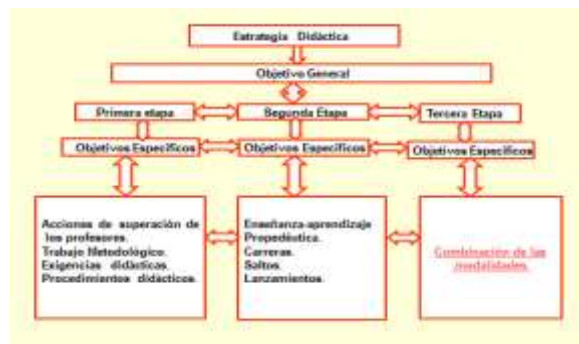 Estrategia Didáctica
Objetivo General
Primera etapa
Segunda Etapa
Tercera Etapa
Objetivos Específicos
Objetivos Específicos
Objetivos Específicos
Acciones de superación de
los profesores.
Trabajo Metodológico.
Exigencias didácticas.
Procedimientos didácticos.
Enseñanza-aprendizaje
Propedéutica.
Carreras.
Saltos.
Lanzamientos.
Combinación de las
modalidades.